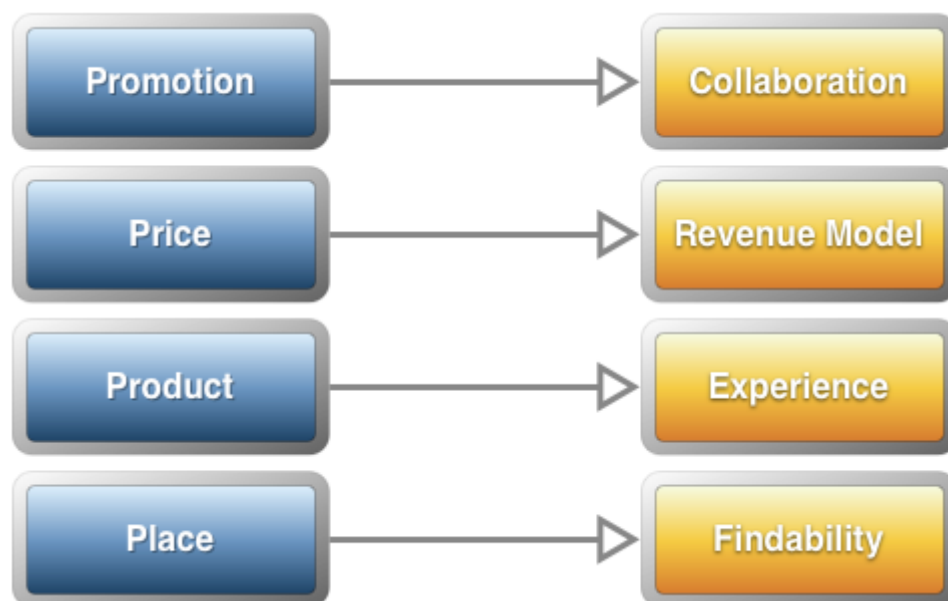 Promotion
Collaboration
Price
Revenue Model
Product
Experience
Place
Findability